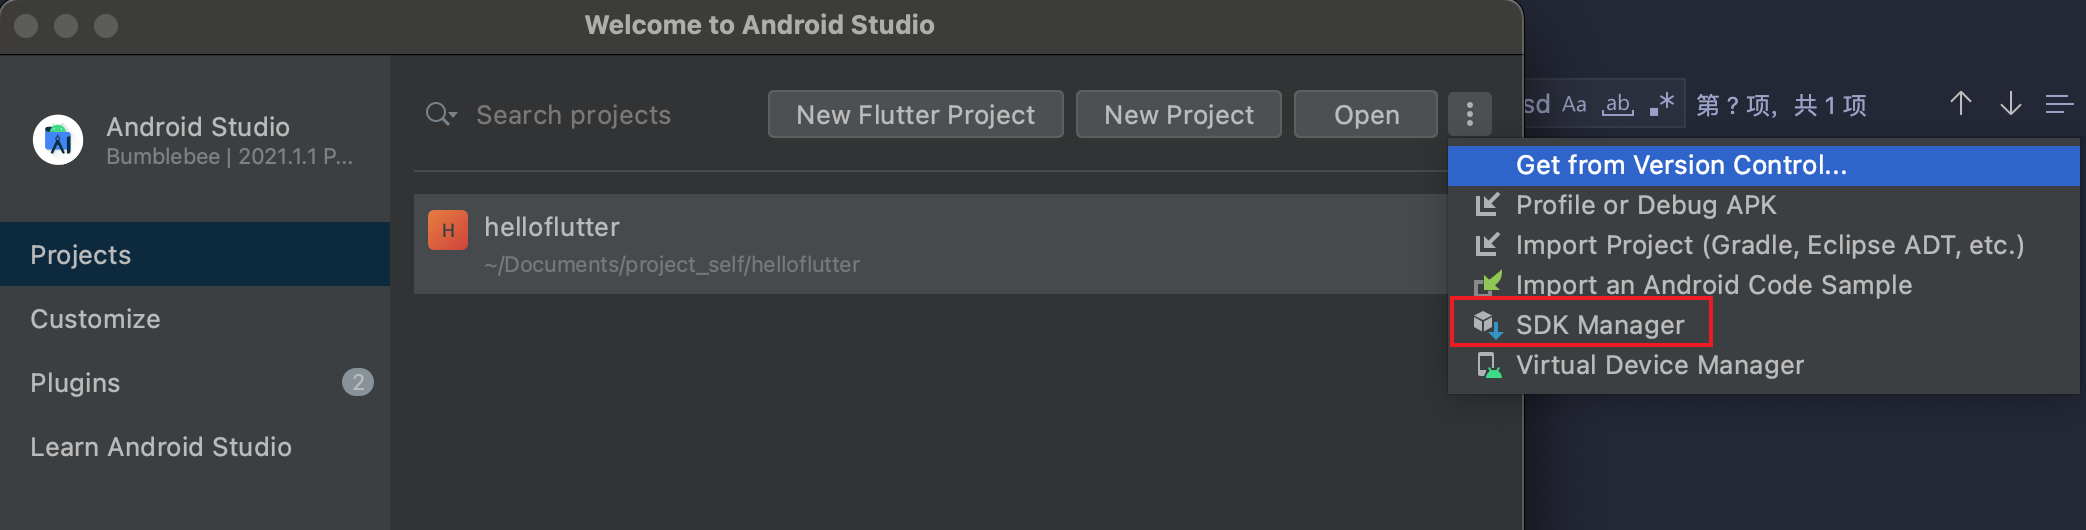 Welcome to Android Studio
Android Studio
Bumblebee | 2021.1.1 P...
Projects
Customize
Plugins
2
Learn Android Studio
Search projects
New Flutter Project
New Project
Open
H
helloflutter
~/Documents/project_self/helloflutter
sd Aa ab .* 第 ? 项，共 1 项
Get from Version Control...
Profile or Debug APK
Import Project (Gradle, Eclipse ADT, etc.)
Import an Android Code Sample
SDK Manager
Virtual Device Manager